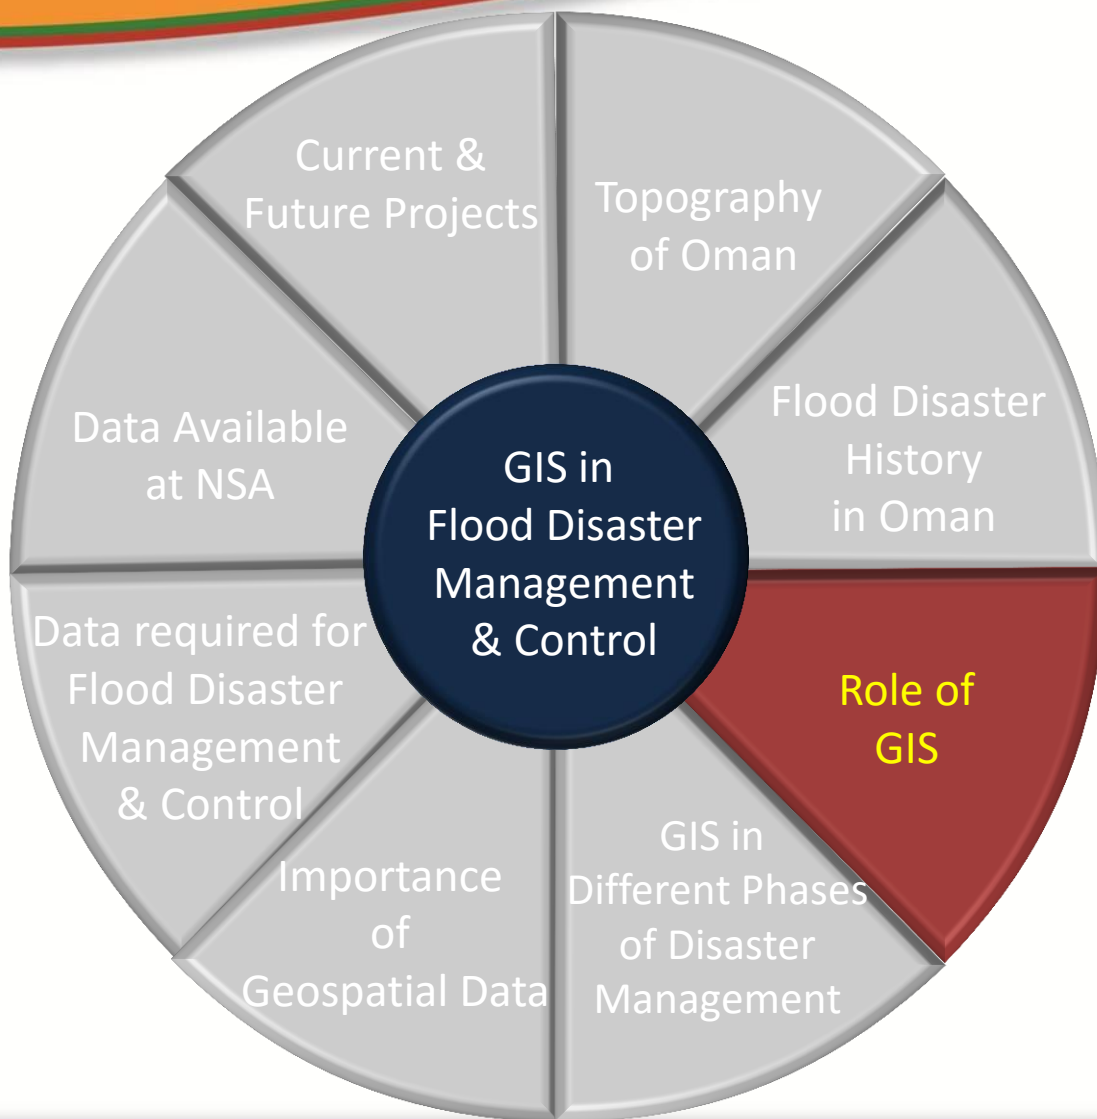 Current &
Future Projects
Topography
of Oman
Flood Disaster
History
in Oman
Role of
GIS
GIS in
Different Phases
of Disaster
Management
Importance
of
Geospatial Data
Data required for
Flood Disaster
Management
& Control
Data Available
at NSA
GIS in
Flood Disaster
Management
& Control